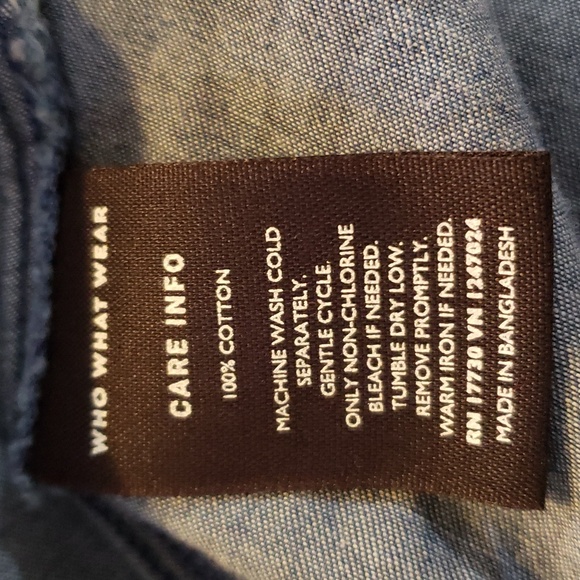 WHO WHAT WEAR
CARE INFO
100% COTTON
MACHINE WASH COLD
SEPARATELY.
GENTLE CYCLE.
ONLY NON-CHLORINE
BLEACH IF NEEDED.
TUMBLE DRY LOW.
REMOVE PROMPTLY.
WARM IRON IF NEEDED.
RN 17730 VN 1247024
MADE IN BANGLADESH